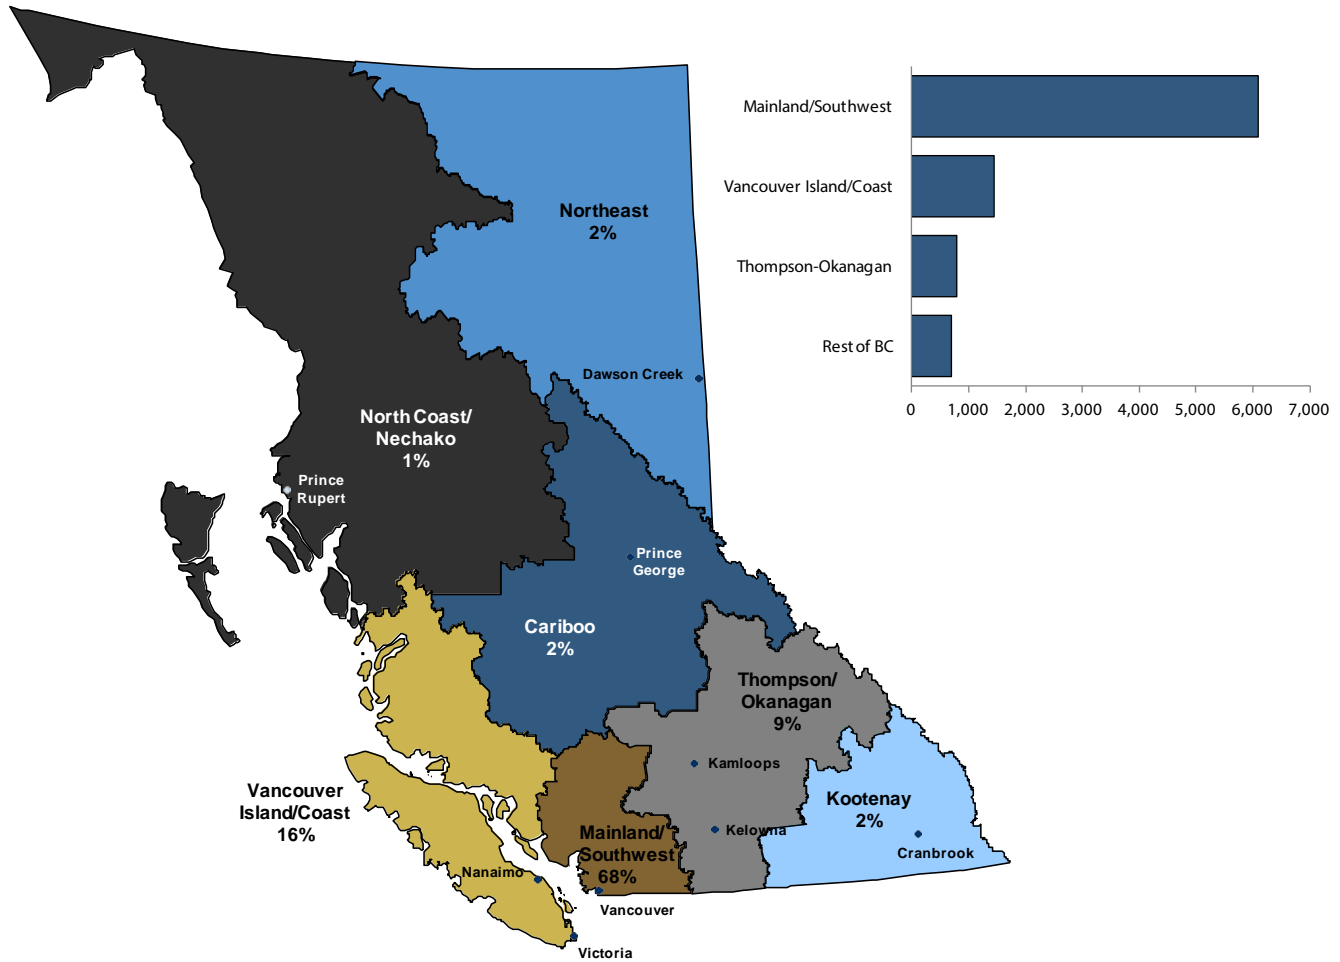 Mainland/Southwest
Vancouver Island/Coast
Thompson-Okanagan
Rest of BC
0 1,000 2,000 3,000 4,000 5,000 6,000 7,000
Northeast
2%
Dawson Creek
North Coast/
Nechako
1%
Prince
Rupert
Prince
George
Cariboo
2%
Thompson/
Okanagan
9%
Kamloops
Vancouver
Island/Coast
16%
Kootenay
2%
Kelowna
Mainland/
Southwest
68%
Cranbrook
Nanaimo
Vancouver
Victoria